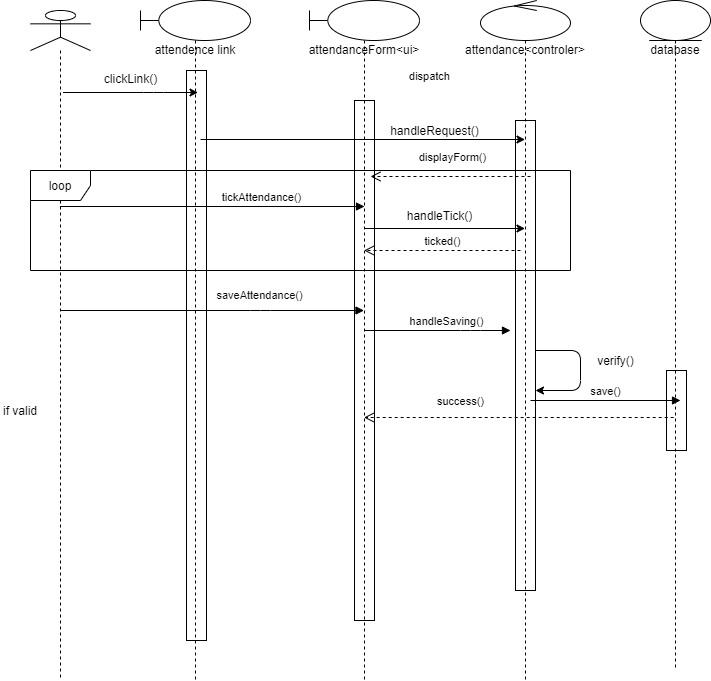 attendence link
attendanceForm<ui>
attendance<controler>
database
dispatch
clickLink()
handleRequest()
displayForm()
loop
tickAttendance()
handleTick()
ticked()
saveAttendance()
handleSaving()
verify()
save()
success()
if valid